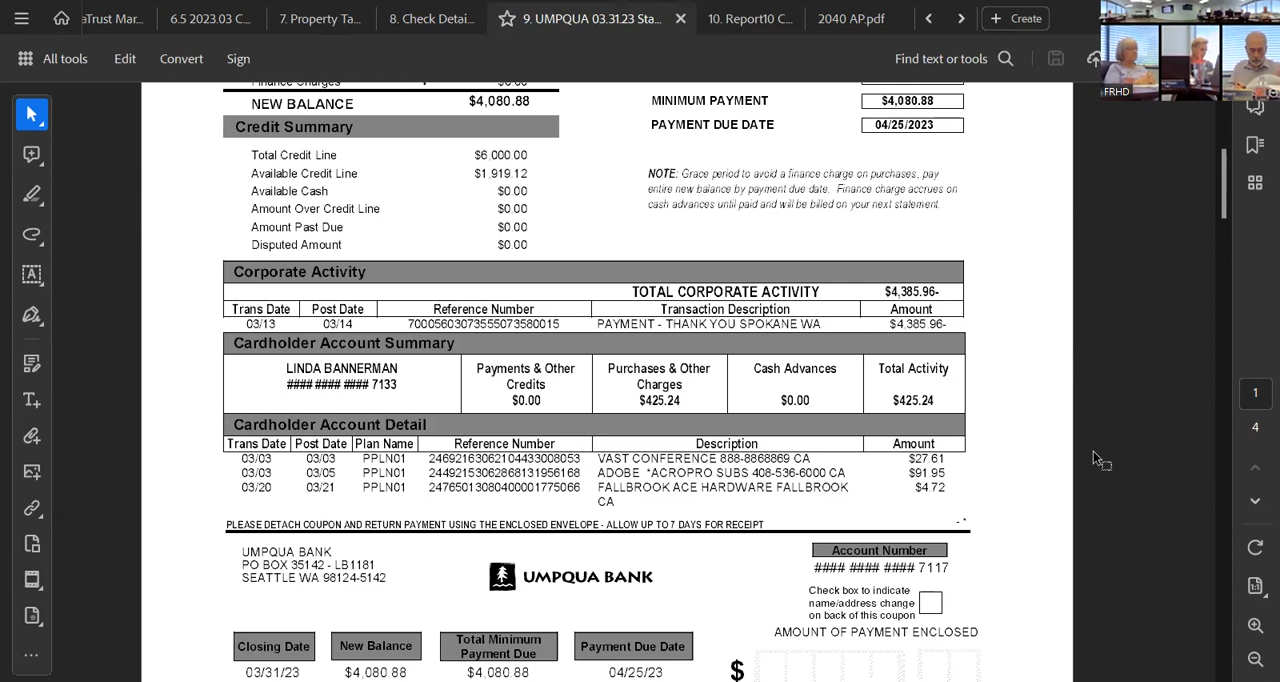 aTrust Mar...
6.5 2023.03 C...
7. Property Ta...
8. Check Detai...
9. UMPQUA 03.31.23 Sta...
10. Report10 C...
2040 AP.pdf
Create
All tools
Edit
Convert
Sign
Find text or tools
FRHD
Finance Charges $0.00
NEW BALANCE $4,080.88
MINIMUM PAYMENT $4,080.88
Credit Summary
PAYMENT DUE DATE 04/25/2023
Total Credit Line $6,000.00
Available Credit Line $1,919.12
Available Cash $0.00
Amount Over Credit Line $0.00
Amount Past Due $0.00
Disputed Amount $0.00
NOTE: Grace period to avoid a finance charge on purchases, pay
entire new balance by payment due date. Finance charge accrues on
cash advances until paid and will be billed on your next statement.
Corporate Activity
TOTAL CORPORATE ACTIVITY $4,385.96-
Trans Date Post Date Reference Number Transaction Description Amount
03/13 03/14 70005603073555073580015 PAYMENT - THANK YOU SPOKANE WA $4,385.96-
Cardholder Account Summary
LINDA BANNERMAN Payments & Other Purchases & Other Cash Advances Total Activity
#### #### #### 7133 Credits Charges
$0.00 $425.24 $0.00 $425.24
Cardholder Account Detail
Trans Date Post Date Plan Name Reference Number Description Amount
03/03 03/03 PPLN01 24692163062104433008053 VAST CONFERENCE 888-8868869 CA $27.61
03/03 03/05 PPLN01 24492153062868131956168 ADOBE *ACROPRO SUBS 408-536-6000 CA $91.95
03/20 03/21 PPLN01 24765013080400001775066 FALLBROOK ACE HARDWARE FALLBROOK $4.72
CA
PLEASE DETACH COUPON AND RETURN PAYMENT USING THE ENCLOSED ENVELOPE - ALLOW UP TO 7 DAYS FOR RECEIPT
UMPQUA BANK
PO BOX 35142 - LB1181
SEATTLE WA 98124-5142
UMPQUA BANK
Account Number
#### #### #### 7117
Check box to indicate
name/address change
on back of this coupon
AMOUNT OF PAYMENT ENCLOSED
Closing Date New Balance Total Minimum Payment Due Payment Due Date
03/31/23 $4,080.88 $4,080.88 04/25/23
$
1
4